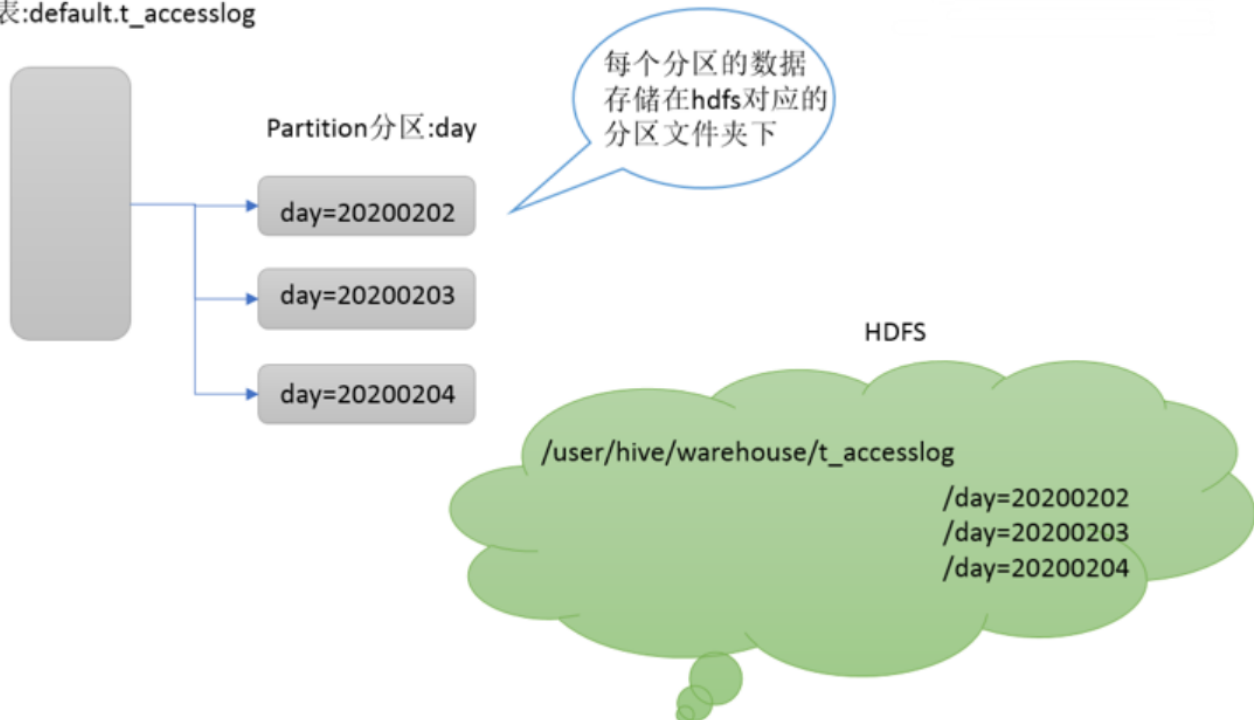 表:default.t_accesslog
每个分区的数据
存储在hdfs对应的
分区文件夹下
Partition分区:day
day=20200202
day=20200203
day=20200204
HDFS
/user/hive/warehouse/t_accesslog
/day=20200202
/day=20200203
/day=20200204